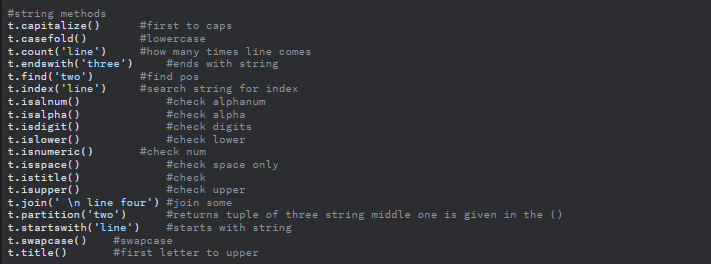 #string methods
t.capitalize() #first to caps
t.casefold() #lowercase
t.count('line') #how many times line comes
t.endswith('three') #ends with string
t.find('two') #find pos
t.index('line') #search string for index
t.isalnum() #check alphanum
t.isalpha() #check alpha
t.isdigit() #check digits
t.islower() #check lower
t.isnumeric() #check num
t.isspace() #check space only
t.istitle() #check
t.isupper() #check upper
t.join(' \n line four') #join some
t.partition('two') #returns tuple of three string middle one is given in the ()
t.startswith('line') #starts with string
t.swapcase() #swapcase
t.title() #first letter to upper